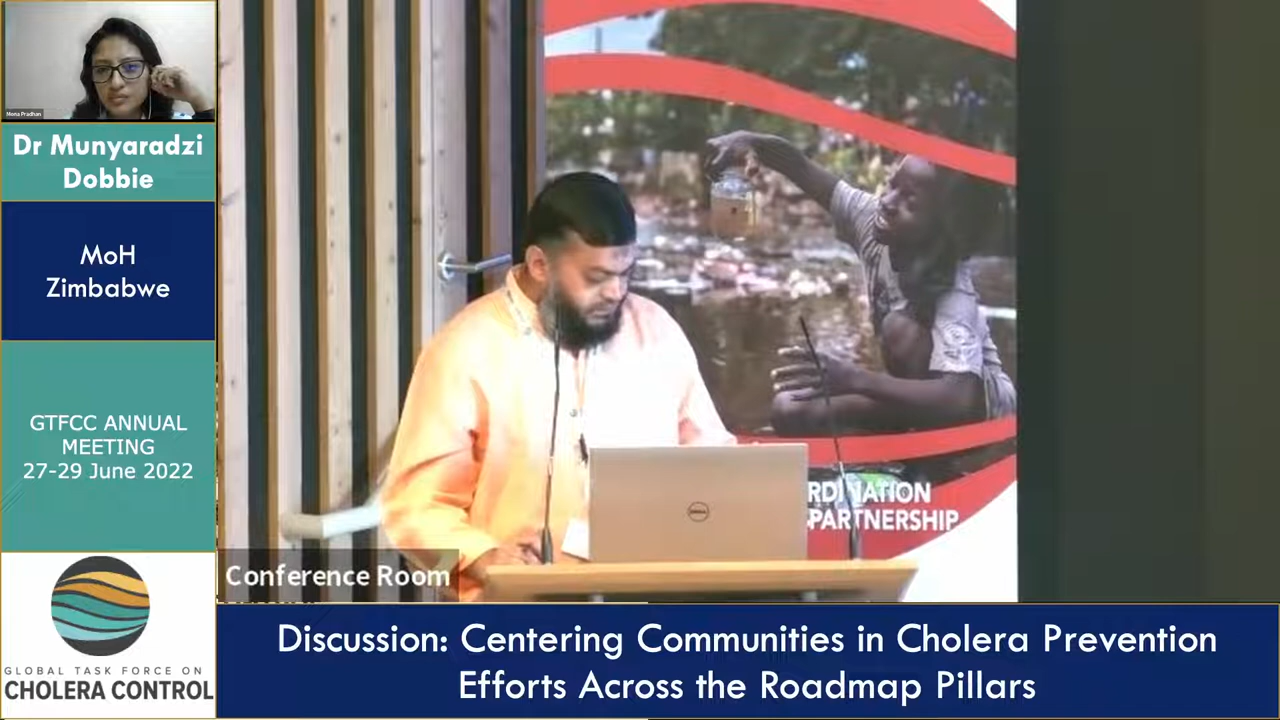 Mena Pradhan
Dr Munyaradzi
Dobbie
MoH
Zimbabwe
GTFCC ANNUAL
MEETING
27-29 June 2022
GLOBAL TASK FORCE ON
CHOLERA CONTROL
RDINATION
PARTNERSHIP
DELL
Conference Room
Discussion: Centering Communities in Cholera Prevention
Efforts Across the Roadmap Pillars